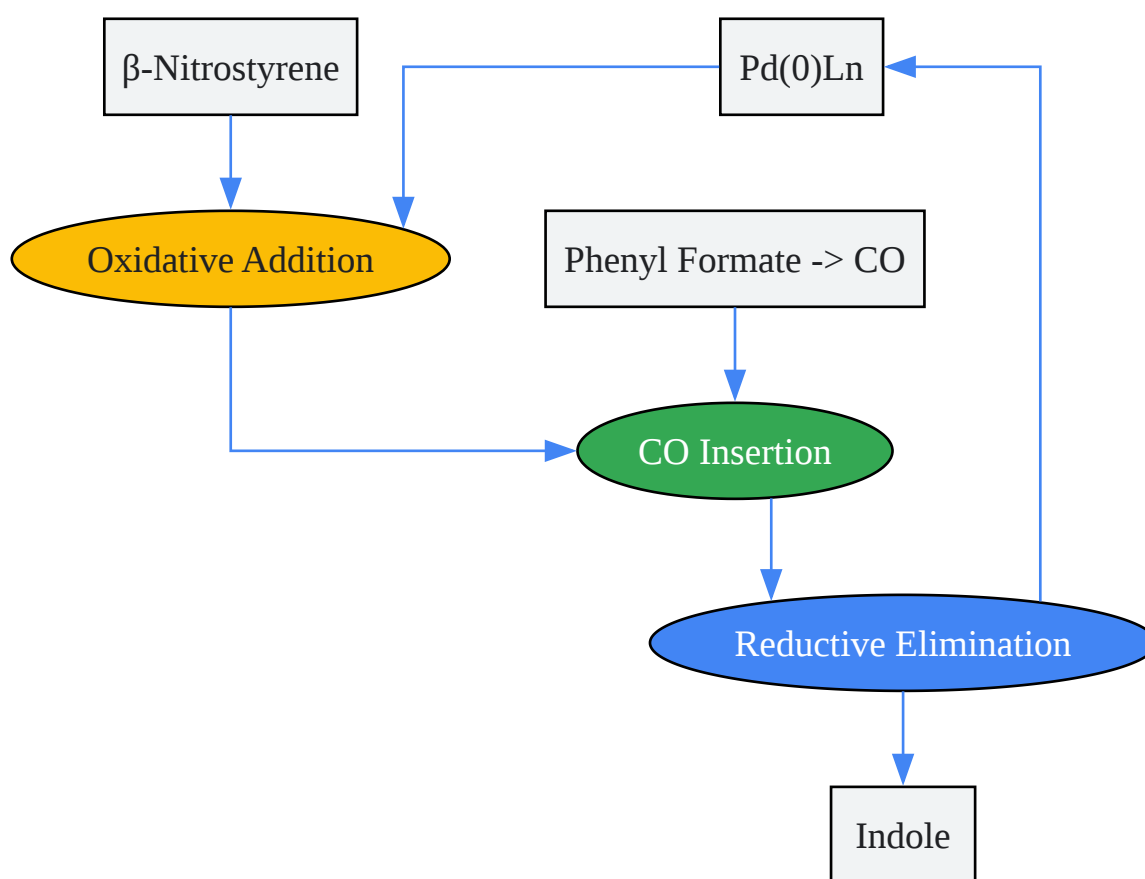 β-Nitrostyrene
Pd(0)Ln
Oxidative Addition
Phenyl Formate -> CO
CO Insertion
Reductive Elimination
Indole